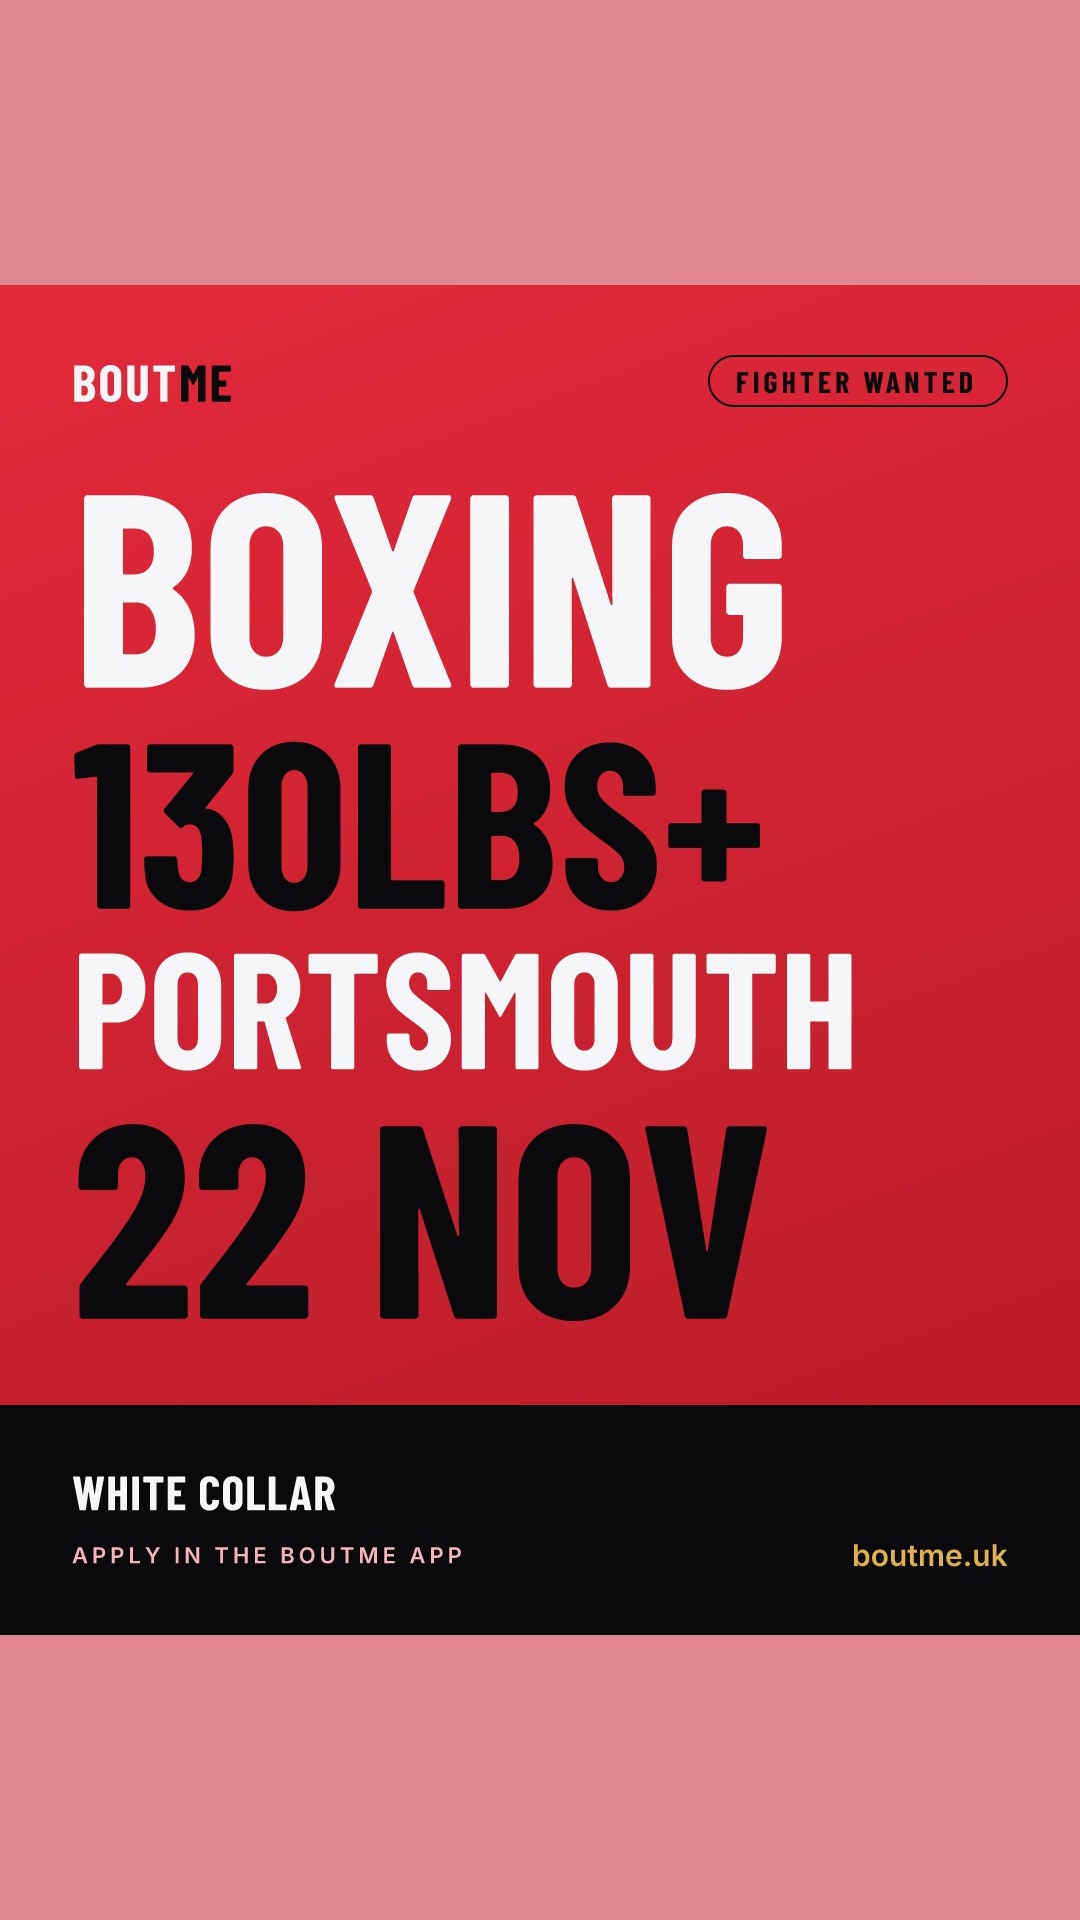 BOUTME
FIGHTER WANTED
BOXING
130LBS+
PORTSMOUTH
22 NOV
WHITE COLLAR
APPLY IN THE BOUTME APP
boutme.uk